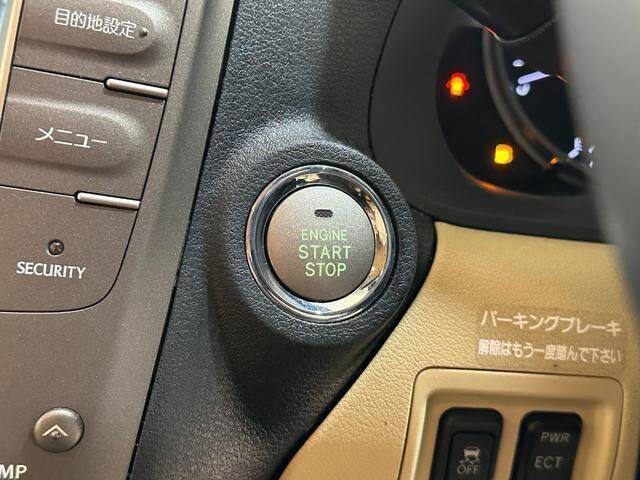 目的地設定
メニュー
SECURITY
ENGINE
START
STOP
パーキングブレーキ
解除はもう一度踏んで下さい
OFF
PWR
ECT
MP